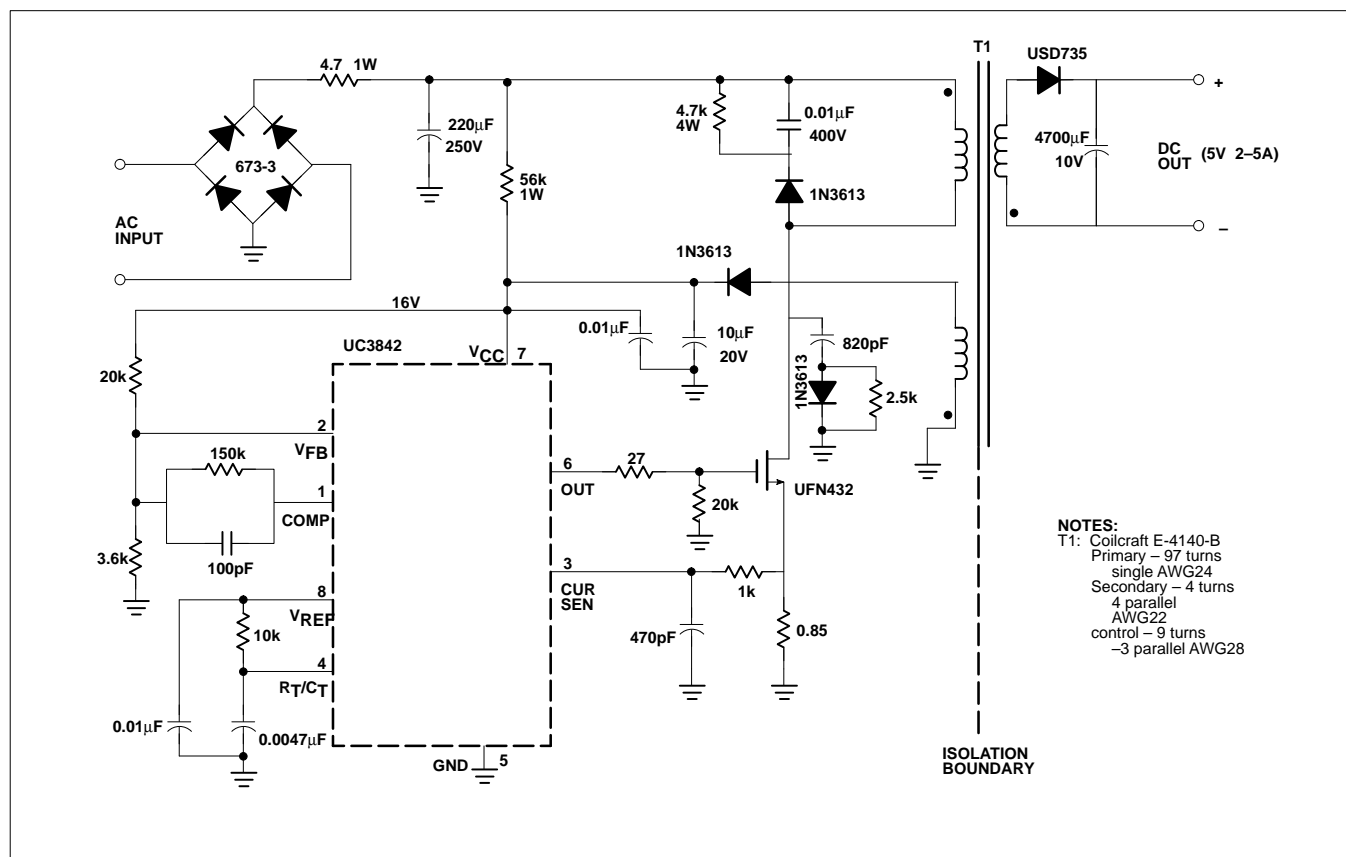 T1
USD735
4.7 1W
+
220μF
250V
4.7k
4W
0.01μF
400V
4700μF
10V
DC
OUT (5V 2–5A)
673-3
56k
1W
1N3613
AC
INPUT
–
1N3613
16V
0.01μF
10μF
20V
820pF
UC3842
VCC 7
1N3613
2.5k
20k
2
VFB
150k
6
OUT
27
UFN432
20k
1
COMP
100pF
3.6k
3
CUR
SEN
1k
8
VREF
10k
470pF
0.85
4
RT/CT
0.01μF
0.0047μF
GND 5
ISOLATION
BOUNDARY
NOTES:
T1: Coilcraft E-4140-B
Primary – 97 turns
single AWG24
Secondary – 4 turns
4 parallel
AWG22
control – 9 turns
–3 parallel AWG28